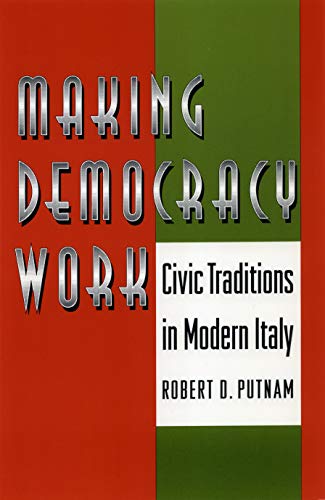 MAKING
DEMOCRACY
WORK
Civic Traditions
in Modern Italy
ROBERT D. PUTNAM